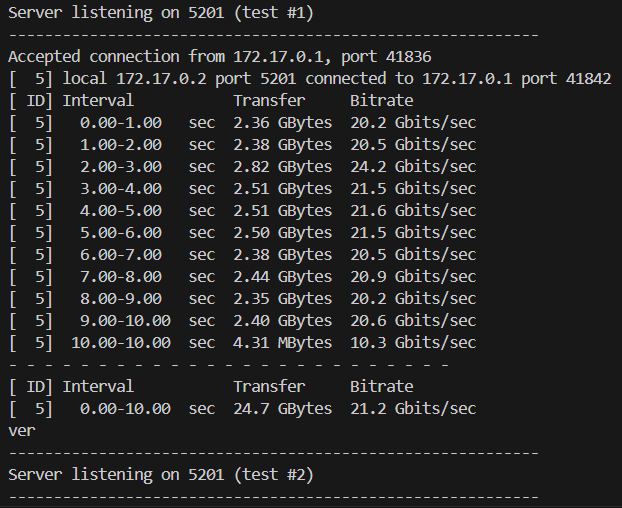 Server listening on 5201 (test #1)
-----------------------------------------------------------
Accepted connection from 172.17.0.1, port 41836
[  5] local 172.17.0.2 port 5201 connected to 172.17.0.1 port 41842
[ ID] Interval           Transfer     Bitrate
[  5]   0.00-1.00   sec  2.36 GBytes  20.2 Gbits/sec
[  5]   1.00-2.00   sec  2.38 GBytes  20.5 Gbits/sec
[  5]   2.00-3.00   sec  2.82 GBytes  24.2 Gbits/sec
[  5]   3.00-4.00   sec  2.51 GBytes  21.5 Gbits/sec
[  5]   4.00-5.00   sec  2.51 GBytes  21.6 Gbits/sec
[  5]   5.00-6.00   sec  2.50 GBytes  21.5 Gbits/sec
[  5]   6.00-7.00   sec  2.38 GBytes  20.5 Gbits/sec
[  5]   7.00-8.00   sec  2.44 GBytes  20.9 Gbits/sec
[  5]   8.00-9.00   sec  2.35 GBytes  20.2 Gbits/sec
[  5]   9.00-10.00  sec  2.40 GBytes  20.6 Gbits/sec
[  5]  10.00-10.00  sec  4.31 MBytes  10.3 Gbits/sec
- - - - - - - - - - - - - - - - - - - - - - - - -
[ ID] Interval           Transfer     Bitrate
[  5]   0.00-10.00  sec  24.7 GBytes  21.2 Gbits/sec
ver
-----------------------------------------------------------
Server listening on 5201 (test #2)
-----------------------------------------------------------